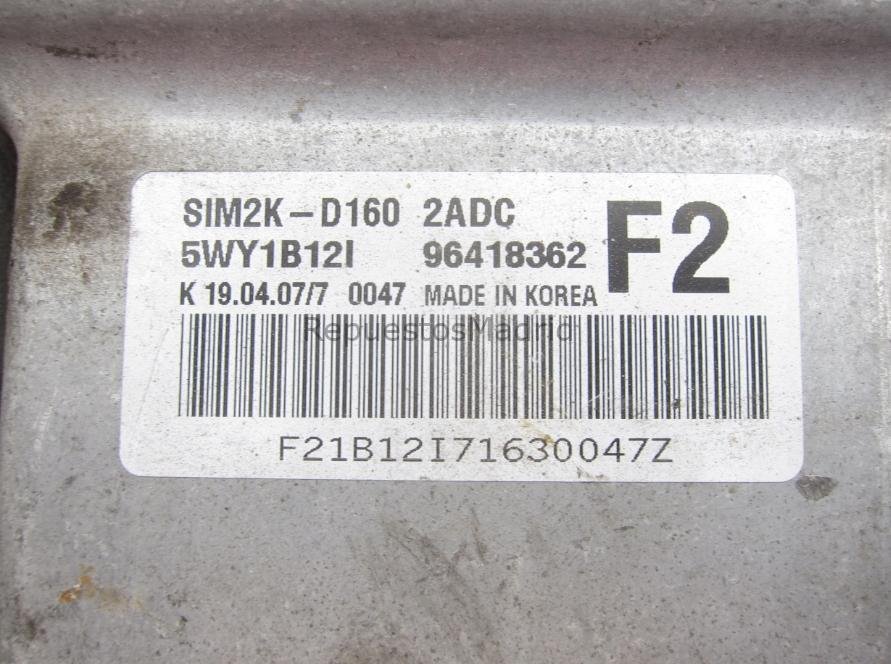 SIM2K-D160 2ADC F2
5WY1B12I 96418362
K 19.04.07/7 0047 MADE IN KOREA
RepuestosMadrid
F21B12I71630047Z